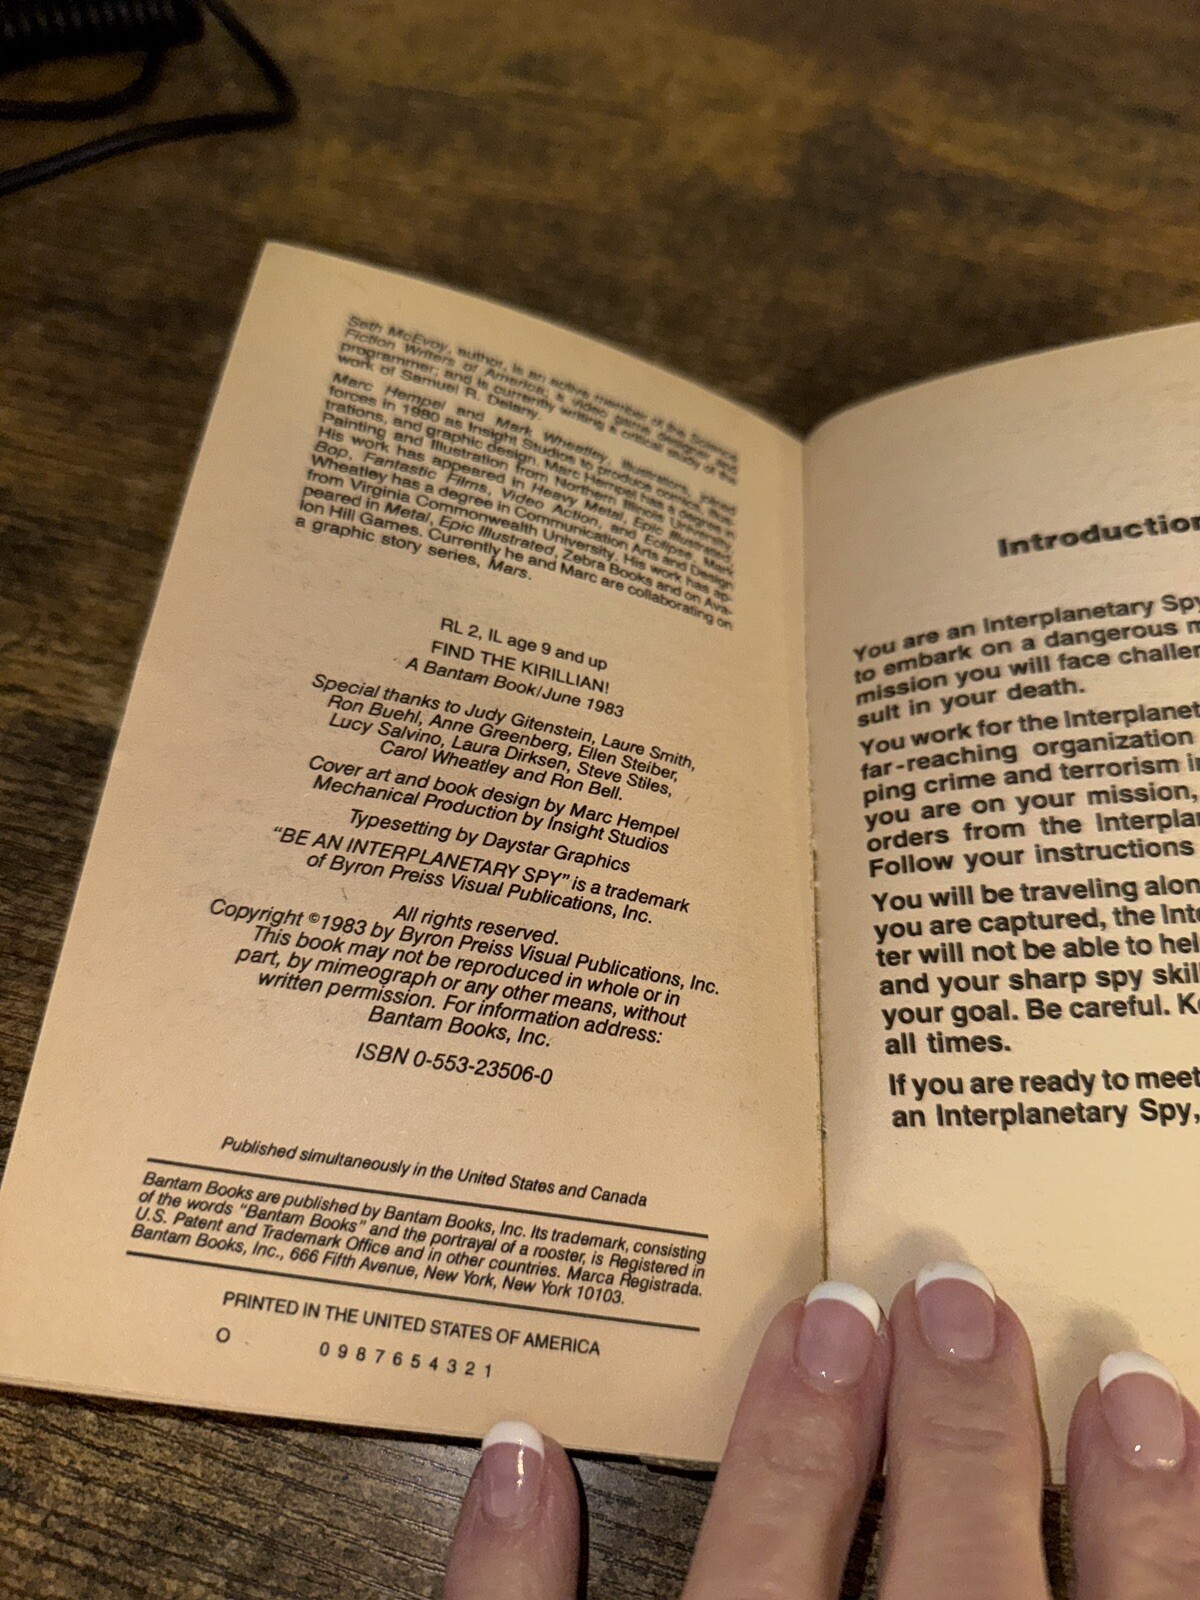 Seth McEvoy, author, is an active member of the Science
Fiction Writers of America; a video game designer and
programmer; and is currently writing a critical study of the
work of Samuel R. Delany.
Marc Hempel and Mark Wheatley, illustrators, joined
forces in 1980 as Insight Studios to produce comics, illus-
trations, and graphic design. Marc Hempel has a degree in
Painting and Illustration from Northern Illinois University.
His work has appeared in Heavy Metal, Epic Illustrated,
Bop, Fantastic Films, Video Action, and Eclipse. Mark
Wheatley has a degree in Communication Arts and Design
from Virginia Commonwealth University. His work has ap-
peared in Metal, Epic Illustrated, Zebra Books and on Ava-
lon Hill Games. Currently he and Marc are collaborating on
a graphic story series, Mars.
RL 2, IL age 9 and up
FIND THE KIRILLIAN!
A Bantam Book/June 1983
Special thanks to Judy Gitenstein, Laure Smith,
Ron Buehl, Anne Greenberg, Ellen Steiber,
Lucy Salvino, Laura Dirksen, Steve Stiles,
Carol Wheatley and Ron Bell.
Cover art and book design by Marc Hempel
Mechanical Production by Insight Studios
Typesetting by Daystar Graphics
"BE AN INTERPLANETARY SPY" is a trademark
of Byron Preiss Visual Publications, Inc.
All rights reserved.
Copyright ©1983 by Byron Preiss Visual Publications, Inc.
This book may not be reproduced in whole or in
part, by mimeograph or any other means, without
written permission. For information address:
Bantam Books, Inc.
ISBN 0-553-23506-0
Published simultaneously in the United States and Canada
Bantam Books are published by Bantam Books, Inc. Its trademark, consisting
of the words "Bantam Books" and the portrayal of a rooster, is Registered in
U.S. Patent and Trademark Office and in other countries. Marca Registrada.
Bantam Books, Inc., 666 Fifth Avenue, New York, New York 10103.
PRINTED IN THE UNITED STATES OF AMERICA
O 0 9 8 7 6 5 4 3 2 1
Introduction
You are an Interplanetary Spy
to embark on a dangerous m
mission you will face challen
sult in your death.
You work for the Interplanet
far-reaching organization
ping crime and terrorism in
you are on your mission,
orders from the Interplan
Follow your instructions
You will be traveling alon
you are captured, the Inte
ter will not be able to hel
and your sharp spy skil
your goal. Be careful. Ke
all times.
If you are ready to meet
an Interplanetary Spy,